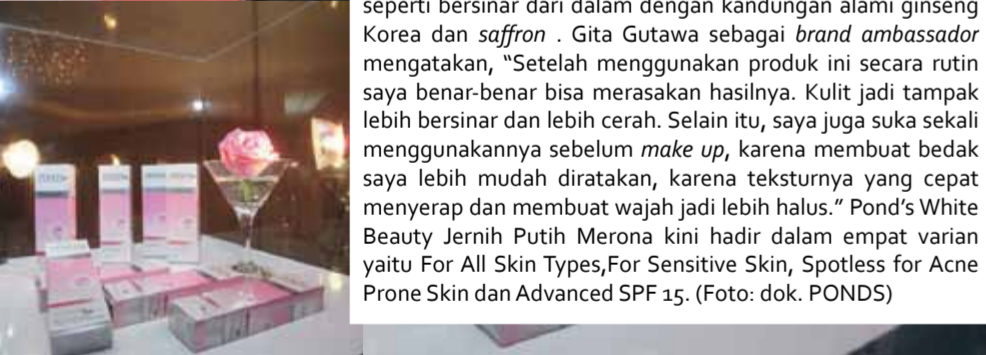 seperti bersinar dari dalam dengan kandungan alami ginseng
Korea dan saffron . Gita Gutawa sebagai brand ambassador
mengatakan, “Setelah menggunakan produk ini secara rutin
saya benar-benar bisa merasakan hasilnya. Kulit jadi tampak
lebih bersinar dan lebih cerah. Selain itu, saya juga suka sekali
menggunakannya sebelum make up, karena membuat bedak
saya lebih mudah diratakan, karena teksturnya yang cepat
menyerap dan membuat wajah jadi lebih halus.” Pond’s White
Beauty Jernih Putih Merona kini hadir dalam empat varian
yaitu For All Skin Types,For Sensitive Skin, Spotless for Acne
Prone Skin dan Advanced SPF 15. (Foto: dok. PONDS)